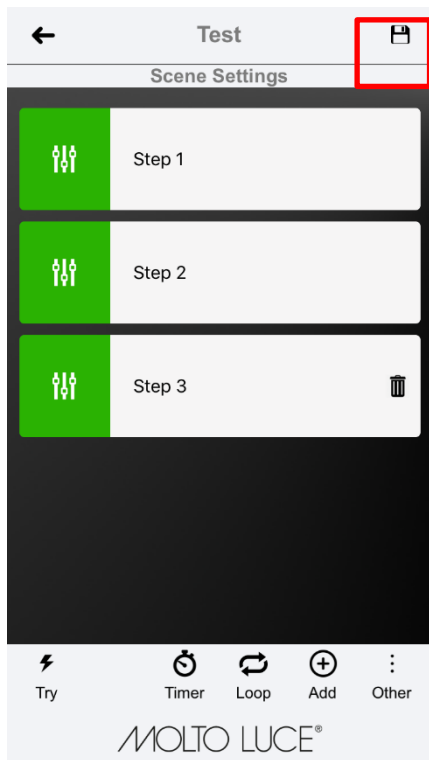 Test
Scene Settings
Step 1
Step 2
Step 3
Try Timer Loop Add Other
MOLTO LUCE®